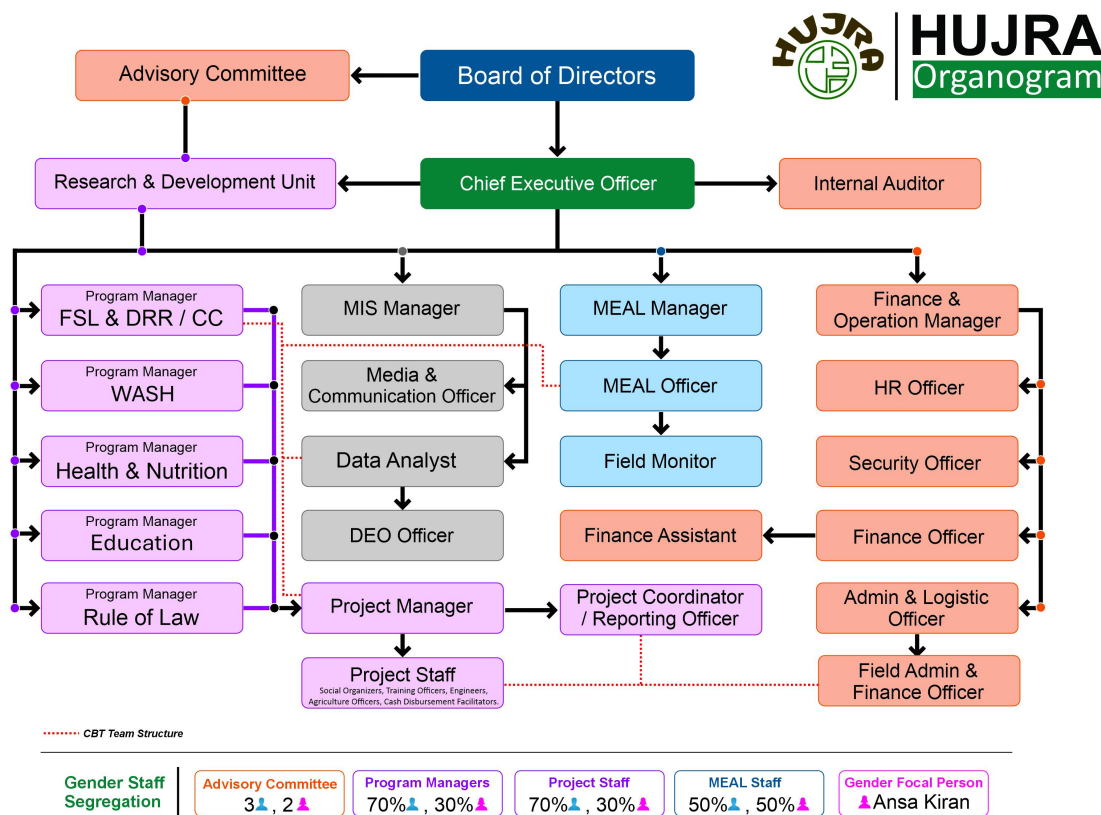 HUJRA
HUJRA
Organogram
Advisory Committee
Board of Directors
Research & Development Unit
Chief Executive Officer
Internal Auditor
Program Manager
FSL & DRR / CC
MIS Manager
MEAL Manager
Finance &
Operation Manager
Program Manager
WASH
Media &
Communication Officer
MEAL Officer
HR Officer
Program Manager
Health & Nutrition
Data Analyst
Field Monitor
Security Officer
Program Manager
Education
DEO Officer
Finance Assistant
Finance Officer
Program Manager
Rule of Law
Project Manager
Project Coordinator
/ Reporting Officer
Admin & Logistic
Officer
Project Staff
Social Organizers, Training Officers, Engineers,
Agriculture Officers, Cash Disbursement Facilitators.
Field Admin &
Finance Officer
CBT Team Structure
Gender Staff
Segregation
Advisory Committee
3 , 2
Program Managers
70% , 30%
Project Staff
70% , 30%
MEAL Staff
50% , 50%
Gender Focal Person
Ansa Kiran